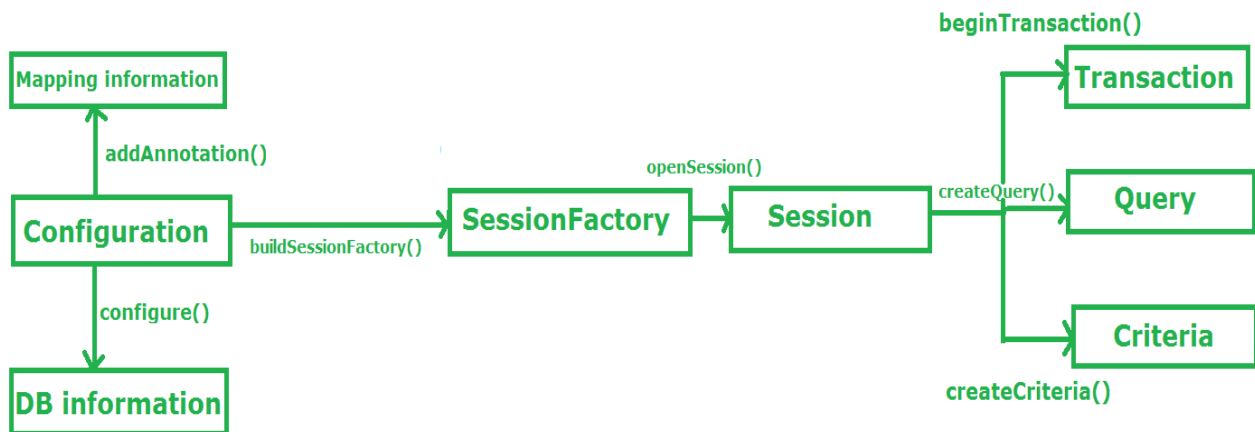 beginTransaction()
Mapping information
Transaction
addAnnotation()
openSession()
Configuration
buildSessionFactory()
SessionFactory
Session
createQuery()
Query
configure()
Criteria
createCriteria()
DB information